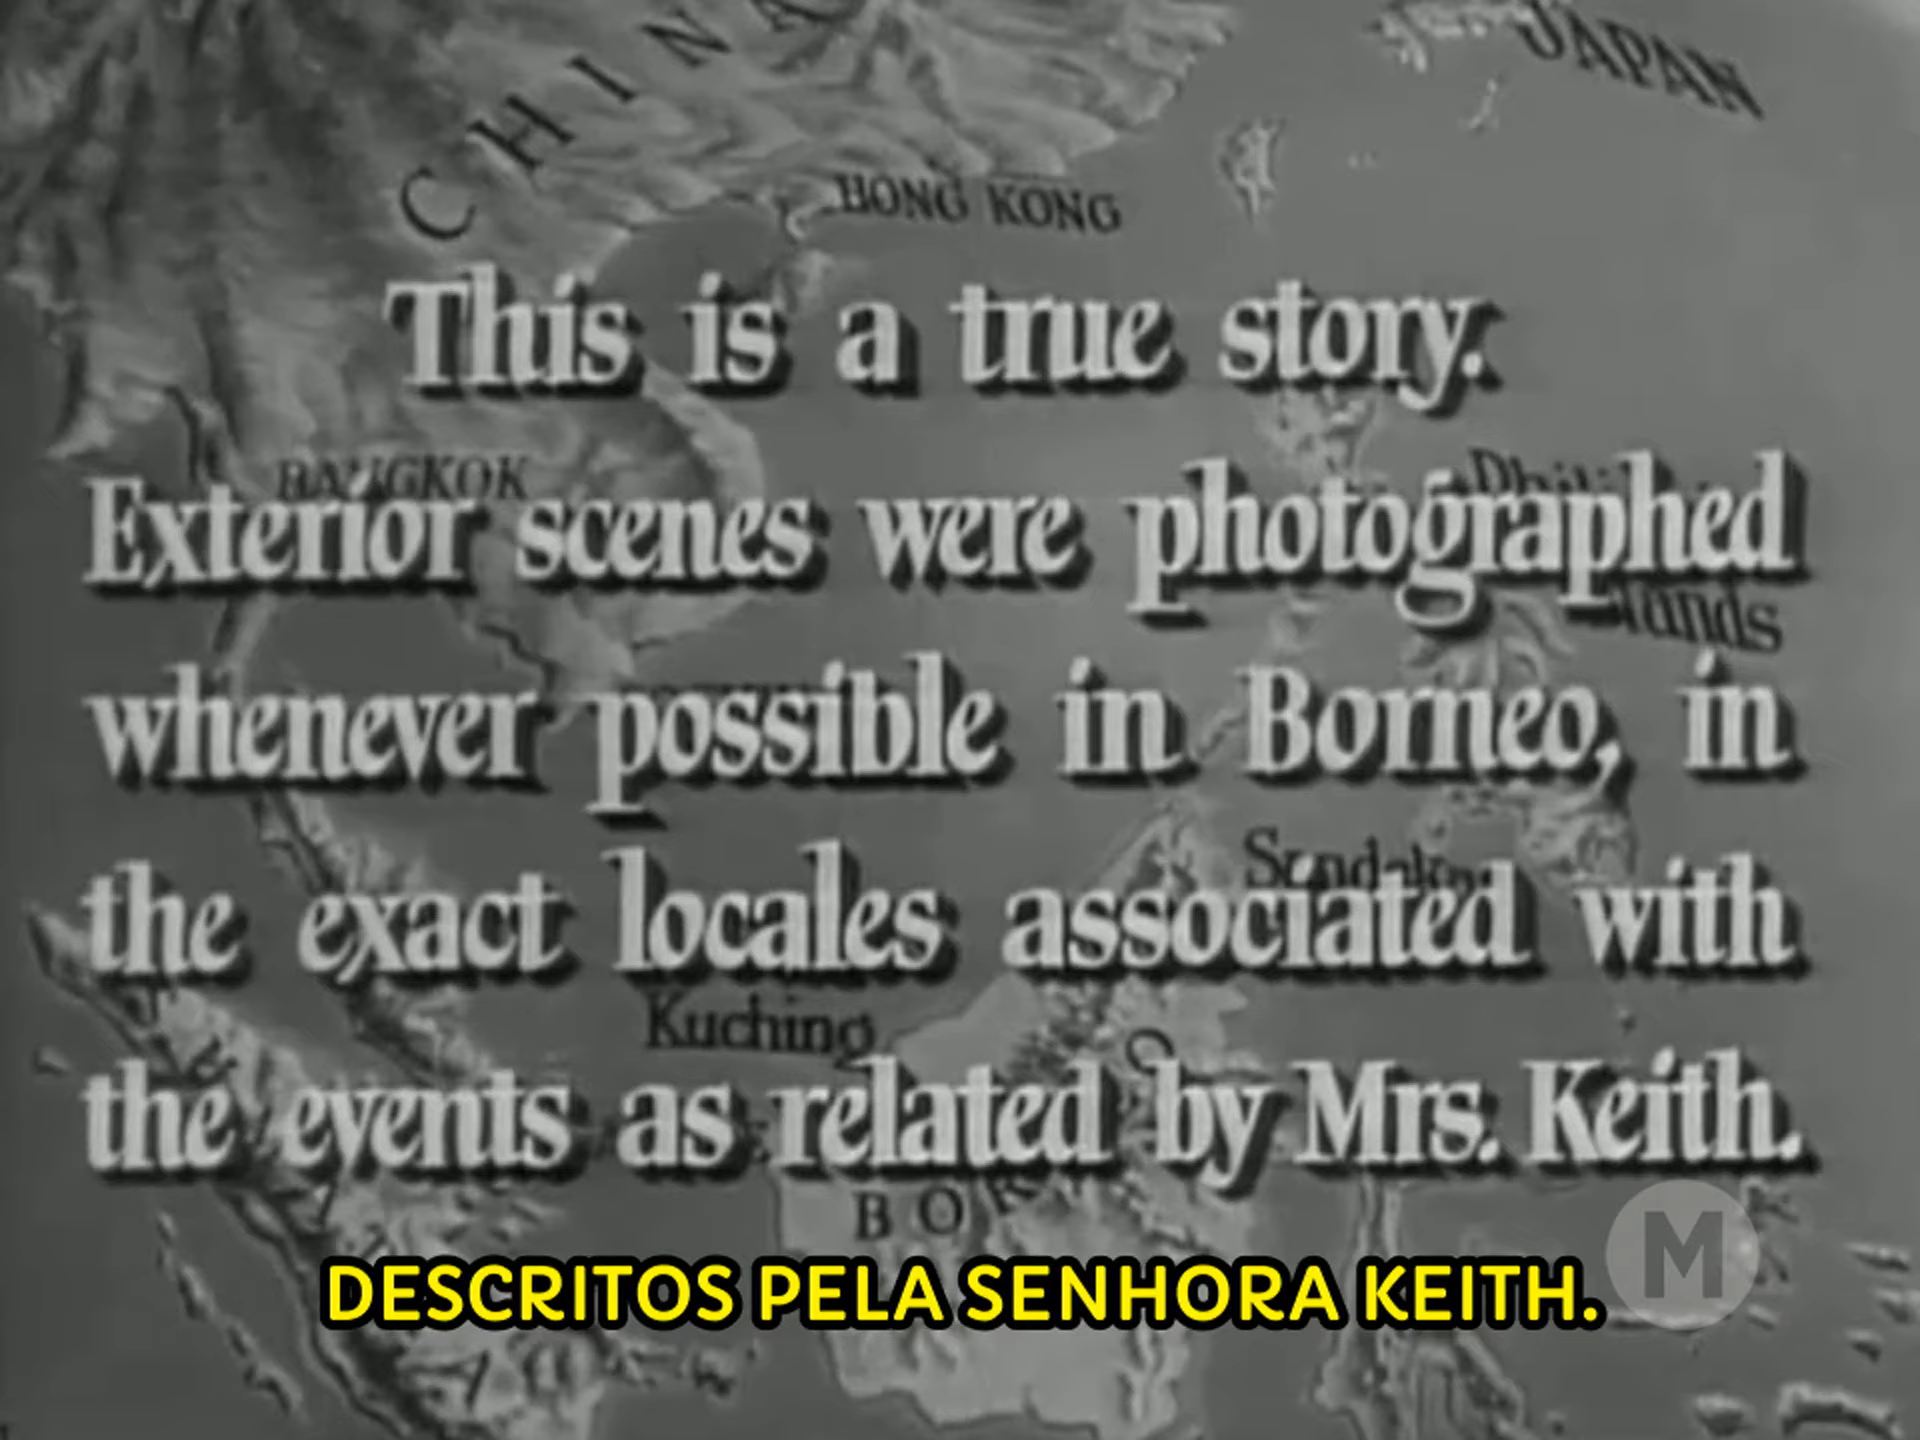 CHINA
JAPAN
HONG KONG
This is a true story.
BANGKOK
Exterior scenes were photographed
whenever possible in Borneo, in
the exact locales associated with
Kuching
the events as related by Mrs. Keith.
M
DESCRITOS PELA SENHORA KEITH.